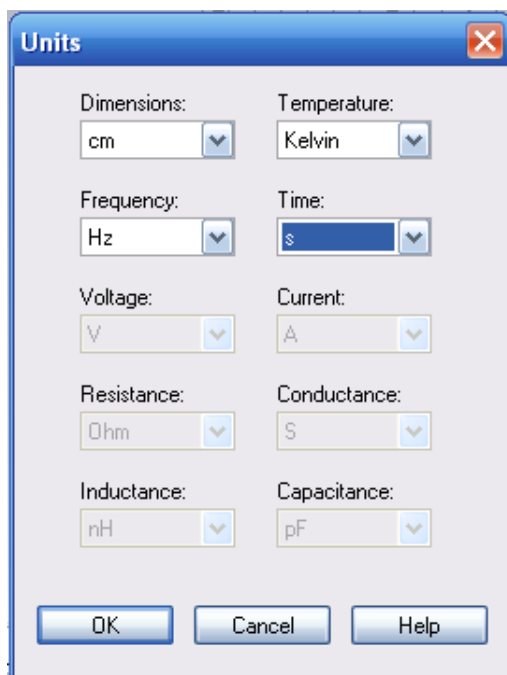 Units
Dimensions: Temperature:
cm Kelvin
Frequency: Time:
Hz s
Voltage: Current:
V A
Resistance: Conductance:
Ohm S
Inductance: Capacitance:
nH pF
OK Cancel Help